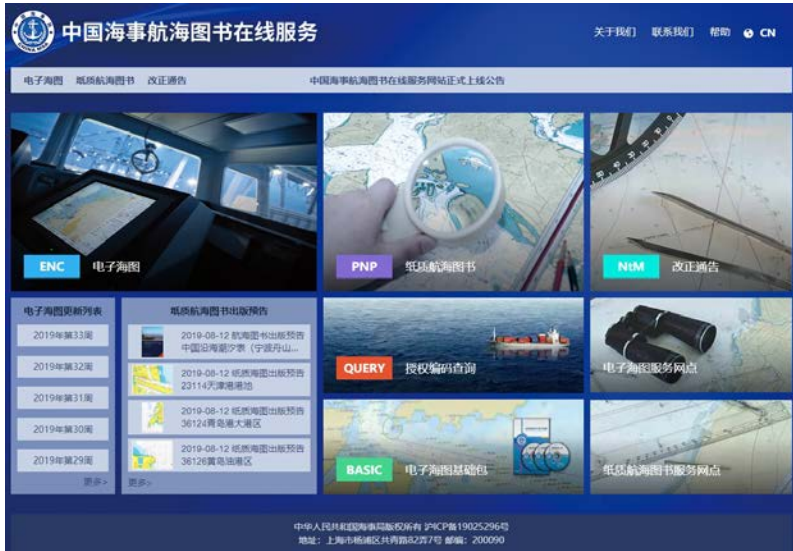 中国海事航海图书在线服务
关于我们 联系我们 帮助 CN
电子海图 纸质航海图书 改正通告 中国海事航海图书在线服务网站正式上线公告
ENC 电子海图
PNP 纸质航海图书
NtM 改正通告
电子海图更新列表
2019年第33周
2019年第32周
2019年第31周
2019年第30周
2019年第29周
更多>
纸质航海图书出版预告
2019-08-12 航海图书出版预告
中国沿海潮汐表（宁波舟山...
2019-08-12 纸质海图出版预告
23114天津港港池
2019-08-12 纸质海图出版预告
36124青岛港大港区
2019-08-12 纸质海图出版预告
36126黄岛油港区
更多>
QUERY 授权编码查询
电子海图服务网点
BASIC 电子海图基础包
纸质航海图书服务网点
中华人民共和国海事局版权所有 沪ICP备19025296号
地址：上海市杨浦区共青路82弄7号 邮编：200090